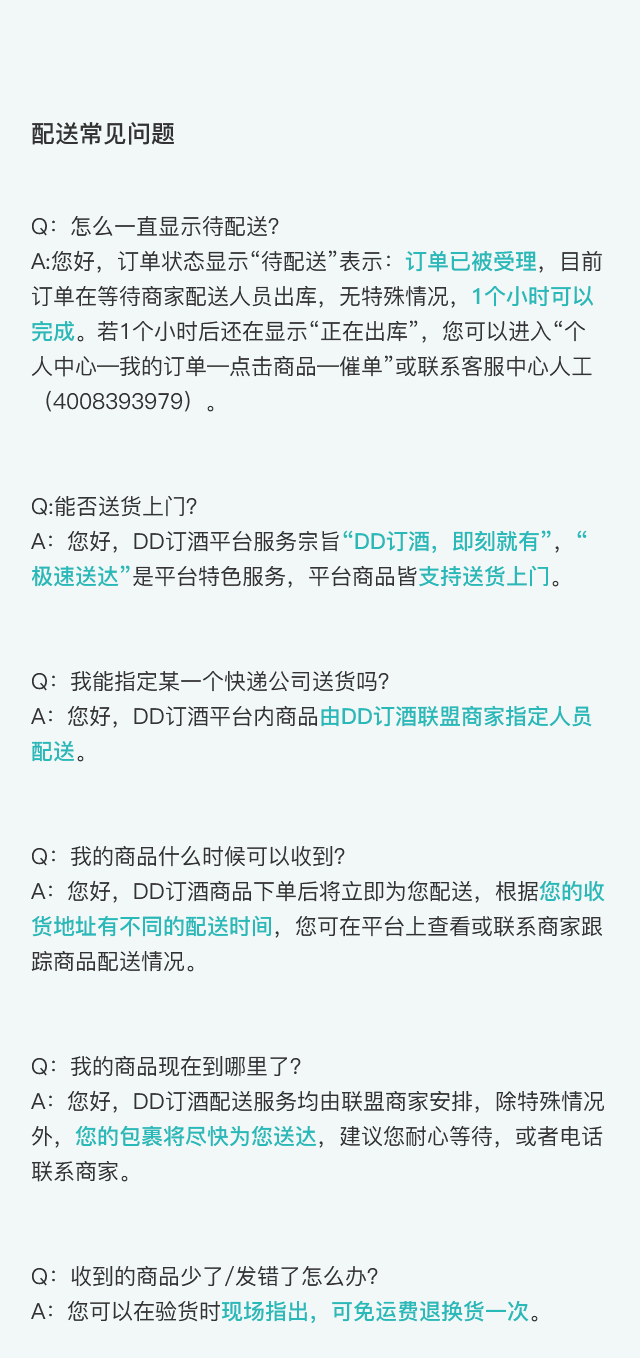 配送常见问题
Q：怎么一直显示待配送？
A:您好，订单状态显示“待配送”表示：订单已被受理，目前
订单在等待商家配送人员出库，无特殊情况，1个小时可以
完成。若1个小时后还在显示“正在出库”，您可以进入“个
人中心—我的订单—点击商品—催单”或联系客服中心人工
（4008393979）。
Q:能否送货上门？
A：您好，DD订酒平台服务宗旨“DD订酒，即刻就有”，“
极速送达”是平台特色服务，平台商品皆支持送货上门。
Q：我能指定某一个快递公司送货吗？
A：您好，DD订酒平台内商品由DD订酒联盟商家指定人员
配送。
Q：我的商品什么时候可以收到？
A：您好，DD订酒商品下单后将立即为您配送，根据您的收
货地址有不同的配送时间，您可在平台上查看或联系商家跟
踪商品配送情况。
Q：我的商品现在到哪里了？
A：您好，DD订酒配送服务均由联盟商家安排，除特殊情况
外，您的包裹将尽快为您送达，建议您耐心等待，或者电话
联系商家。
Q：收到的商品少了/发错了怎么办？
A：您可以在验货时现场指出，可免运费退换货一次。